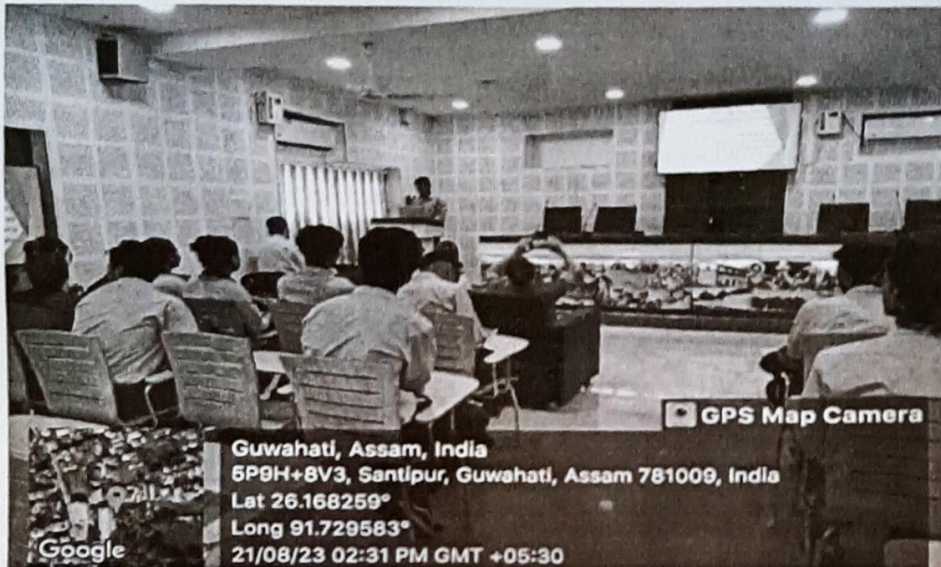 GPS Map Camera
Guwahati, Assam, India
5P9H+8V3, Santipur, Guwahati, Assam 781009, India
Lat 26.168259°
Long 91.729583°
21/08/23 02:31 PM GMT +05:30
Google